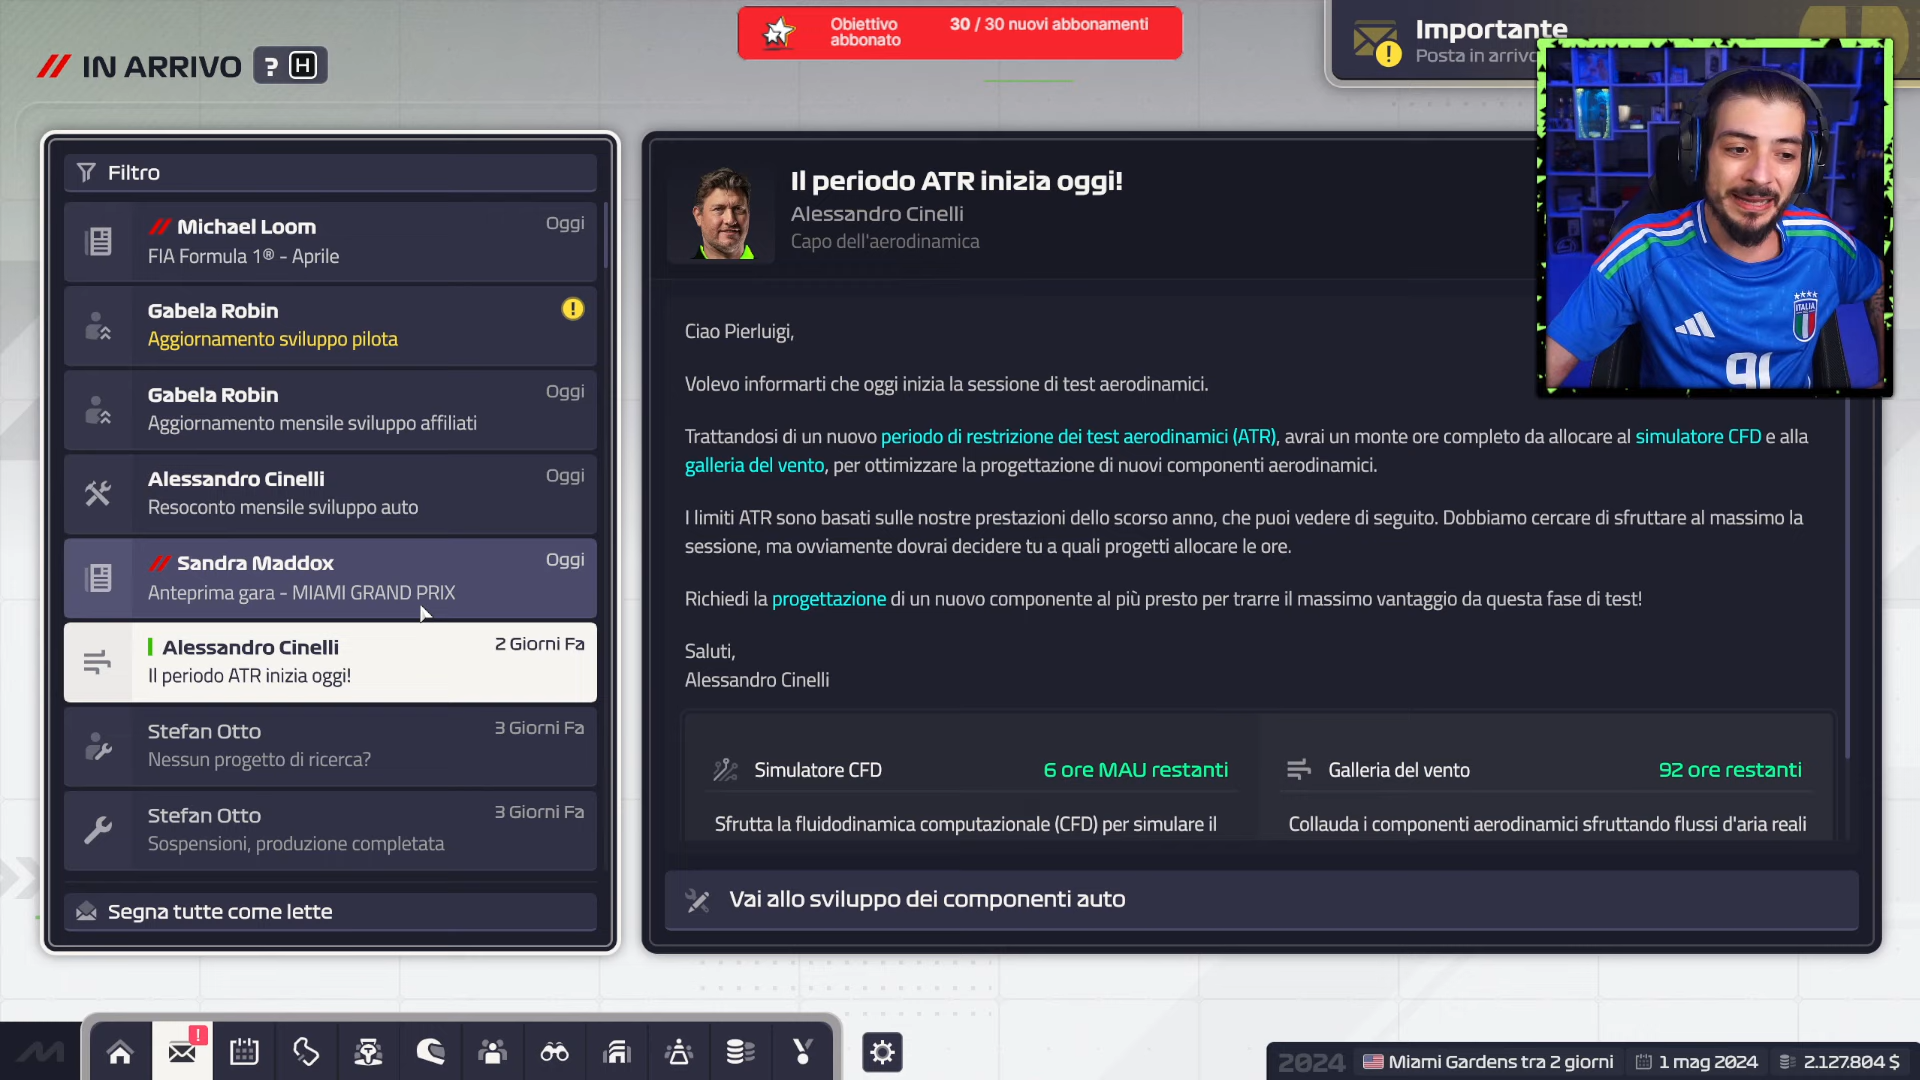 IN ARRIVO ? H
Obiettivo
abbonato
30 / 30 nuovi abbonamenti
Importante
Posta in arrivo
Filtro
Michael Loom
Oggi
FIA Formula 1® - Aprile
Gabela Robin
Aggiornamento sviluppo pilota
Gabela Robin
Oggi
Aggiornamento mensile sviluppo affiliati
Alessandro Cinelli
Oggi
Resoconto mensile sviluppo auto
Sandra Maddox
Oggi
Anteprima gara - MIAMI GRAND PRIX
Alessandro Cinelli
2 Giorni Fa
Il periodo ATR inizia oggi!
Stefan Otto
3 Giorni Fa
Nessun progetto di ricerca?
Stefan Otto
3 Giorni Fa
Sospensioni, produzione completata
Segna tutte come lette
Il periodo ATR inizia oggi!
Alessandro Cinelli
Capo dell'aerodinamica
Ciao Pierluigi,
Volevo informarti che oggi inizia la sessione di test aerodinamici.
Trattandosi di un nuovo periodo di restrizione dei test aerodinamici (ATR), avrai un monte ore completo da allocare al simulatore CFD e alla
galleria del vento, per ottimizzare la progettazione di nuovi componenti aerodinamici.
I limiti ATR sono basati sulle nostre prestazioni dello scorso anno, che puoi vedere di seguito. Dobbiamo cercare di sfruttare al massimo la
sessione, ma ovviamente dovrai decidere tu a quali progetti allocare le ore.
Richiedi la progettazione di un nuovo componente al più presto per trarre il massimo vantaggio da questa fase di test!
Saluti,
Alessandro Cinelli
Simulatore CFD
6 ore MAU restanti
Sfrutta la fluidodinamica computazionale (CFD) per simulare il
Galleria del vento
92 ore restanti
Collauda i componenti aerodinamici sfruttando flussi d'aria reali
Vai allo sviluppo dei componenti auto
ITALIA
91
2024
Miami Gardens tra 2 giorni
1 mag 2024
2.127.804 $